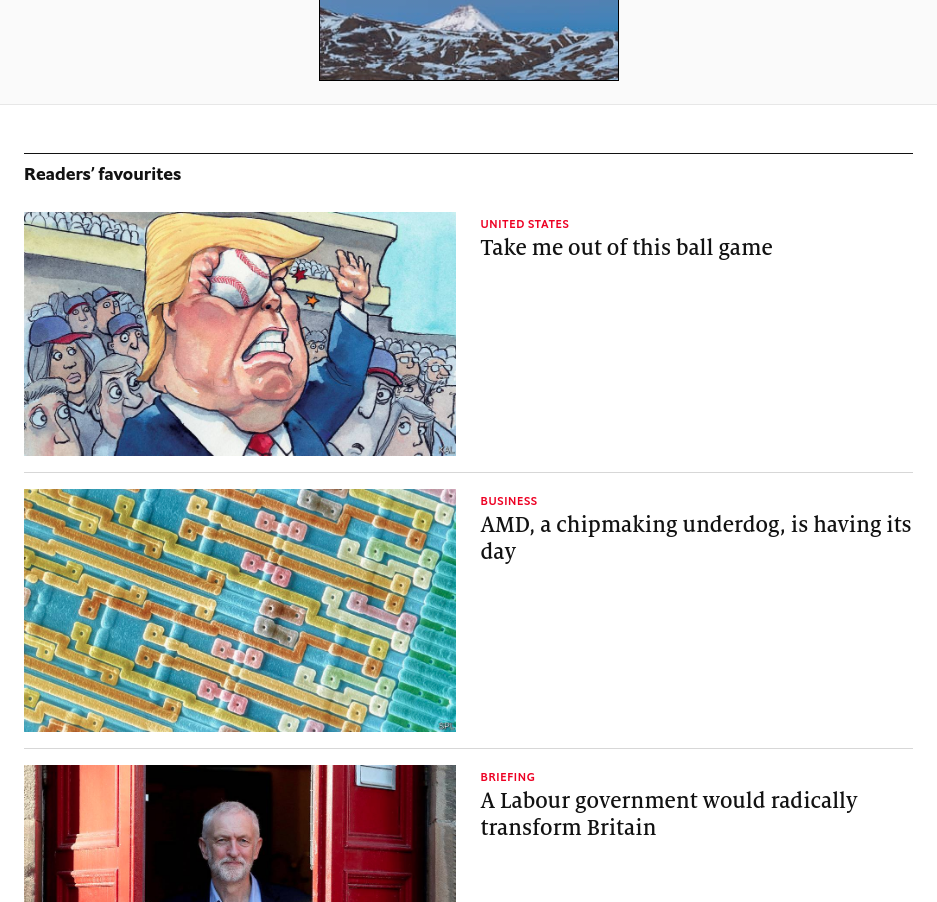 Readers’ favourites
UNITED STATES
Take me out of this ball game
BUSINESS
AMD, a chipmaking underdog, is having its
day
BRIEFING
A Labour government would radically
transform Britain